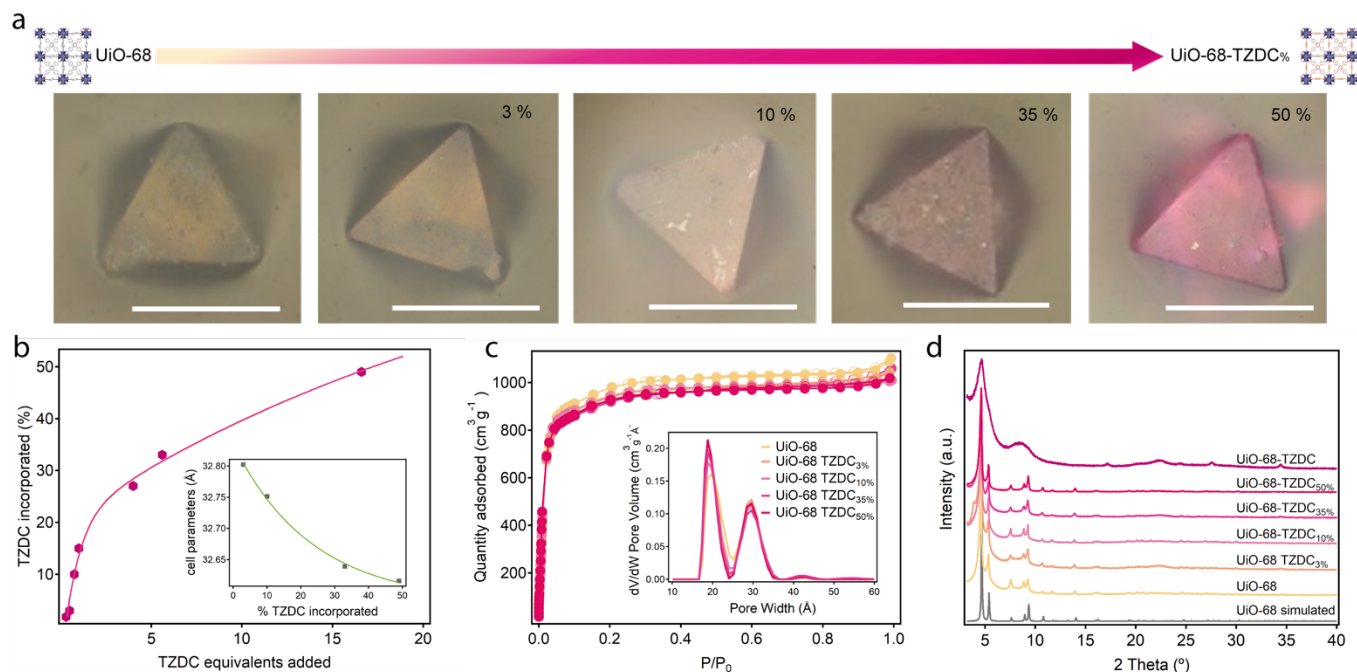 a
UiO-68
UiO-68-TZDC%
3 %
10 %
35 %
50 %
b
TZDC incorporated (%)
50
40
30
20
10
5
10
15
20
TZDC equivalents added
cell parameters (Å)
32.80
32.75
32.70
32.65
0
10
20
30
40
50
% TZDC incorporated
c
Quantity adsorbed (cm³ g⁻¹)
1000
800
600
400
200
0.0
0.2
0.4
0.6
0.8
1.0
P/P₀
dV/dW Pore Volume (cm³ g⁻¹Å⁻)
0.20
0.15
0.10
0.05
0.00
10
20
30
40
50
60
Pore Width (Å)
UiO-68
UiO-68 TZDC₃%
UiO-68 TZDC₁₀%
UiO-68 TZDC₃₅%
UiO-68 TZDC₅₀%
d
Intensity (a.u.)
UiO-68-TZDC
UiO-68-TZDC₅₀%
UiO-68-TZDC₃₅%
UiO-68-TZDC₁₀%
UiO-68 TZDC₃%
UiO-68
UiO-68 simulated
5
10
15
20
25
30
35
40
2 Theta (º)